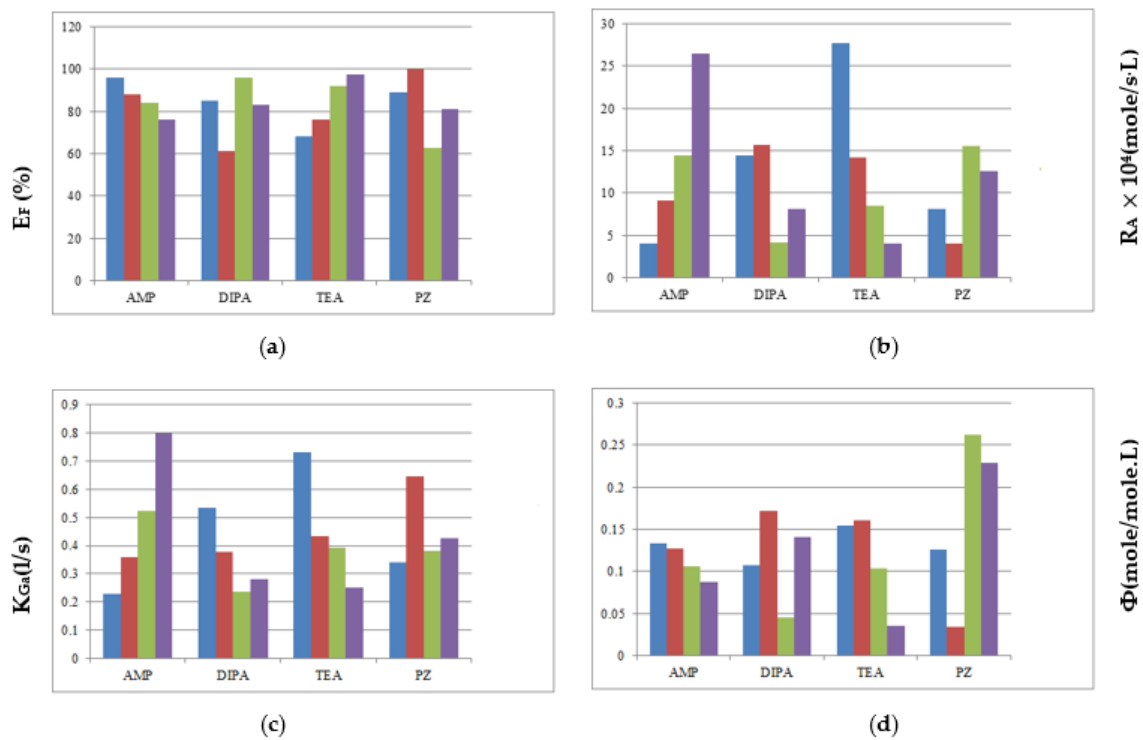 120
100
80
60
40
20
0
E_F (%)
AMP DIPA TEA PZ
(a)
30
25
20
15
10
5
0
R_A × 10⁴(mole/s·L)
AMP DIPA TEA PZ
(b)
0.9
0.8
0.7
0.6
0.5
0.4
0.3
0.2
0.1
0
K_Ga(1/s)
AMP DIPA TEA PZ
(c)
0.3
0.25
0.2
0.15
0.1
0.05
0
Φ(mole/mole.L)
AMP DIPA TEA PZ
(d)